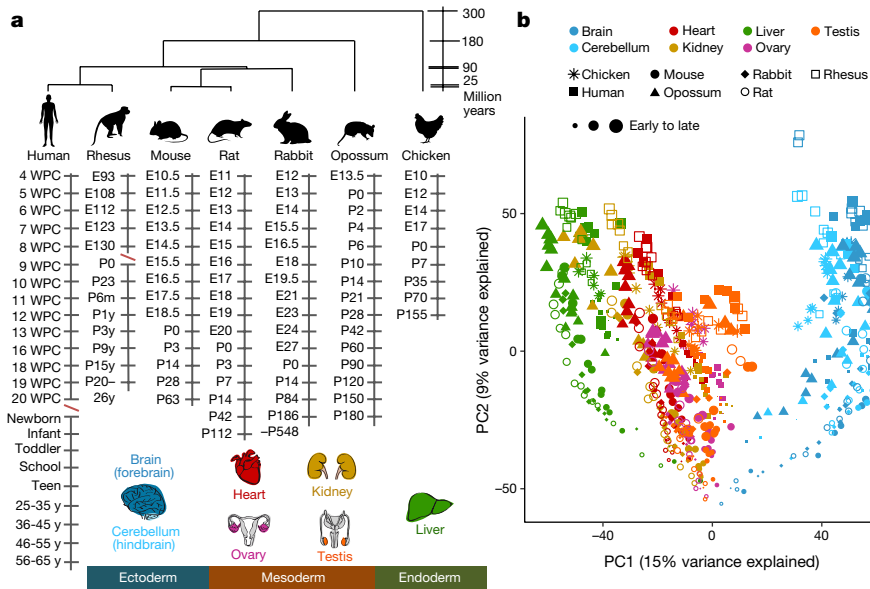 a
300
180
90
25
Million
years
Human Rhesus Mouse Rat Rabbit Opossum Chicken
4 WPC E93 E10.5 E11 E12 E13.5 E10
5 WPC E108 E11.5 E12 E13 P0 E12
6 WPC E112 E12.5 E13 E14 P2 E14
7 WPC E123 E13.5 E14 E15.5 P4 E17
8 WPC E130 E14.5 E15 E16.5 P6 P0
9 WPC P0 E15.5 E16 E18 P10 P7
10 WPC P23 E16.5 E17 E19.5 P14 P35
11 WPC P6m E17.5 E18 E21 P21 P70
12 WPC P1y E18.5 E19 E23 P28 P155
13 WPC P3y P0 E20 E24 P42
16 WPC P9y P3 P0 E27 P60
18 WPC P15y P14 P3 P0 P90
19 WPC P20– P28 P7 P14 P120
20 WPC 26y P63 P14 P84 P150
Newborn P42 P186 P180
Infant P112 –P548
Toddler
School
Teen
25-35 y
36-45 y
46-55 y
56-65 y
Brain
(forebrain)
Cerebellum
(hindbrain)
Heart
Kidney
Ovary
Testis
Liver
Ectoderm Mesoderm Endoderm
b
Brain Heart Liver Testis
Cerebellum Kidney Ovary
Chicken Mouse Rabbit Rhesus
Human Opossum Rat
Early to late
PC2 (9% variance explained)
50
0
−50
−40 0 40
PC1 (15% variance explained)